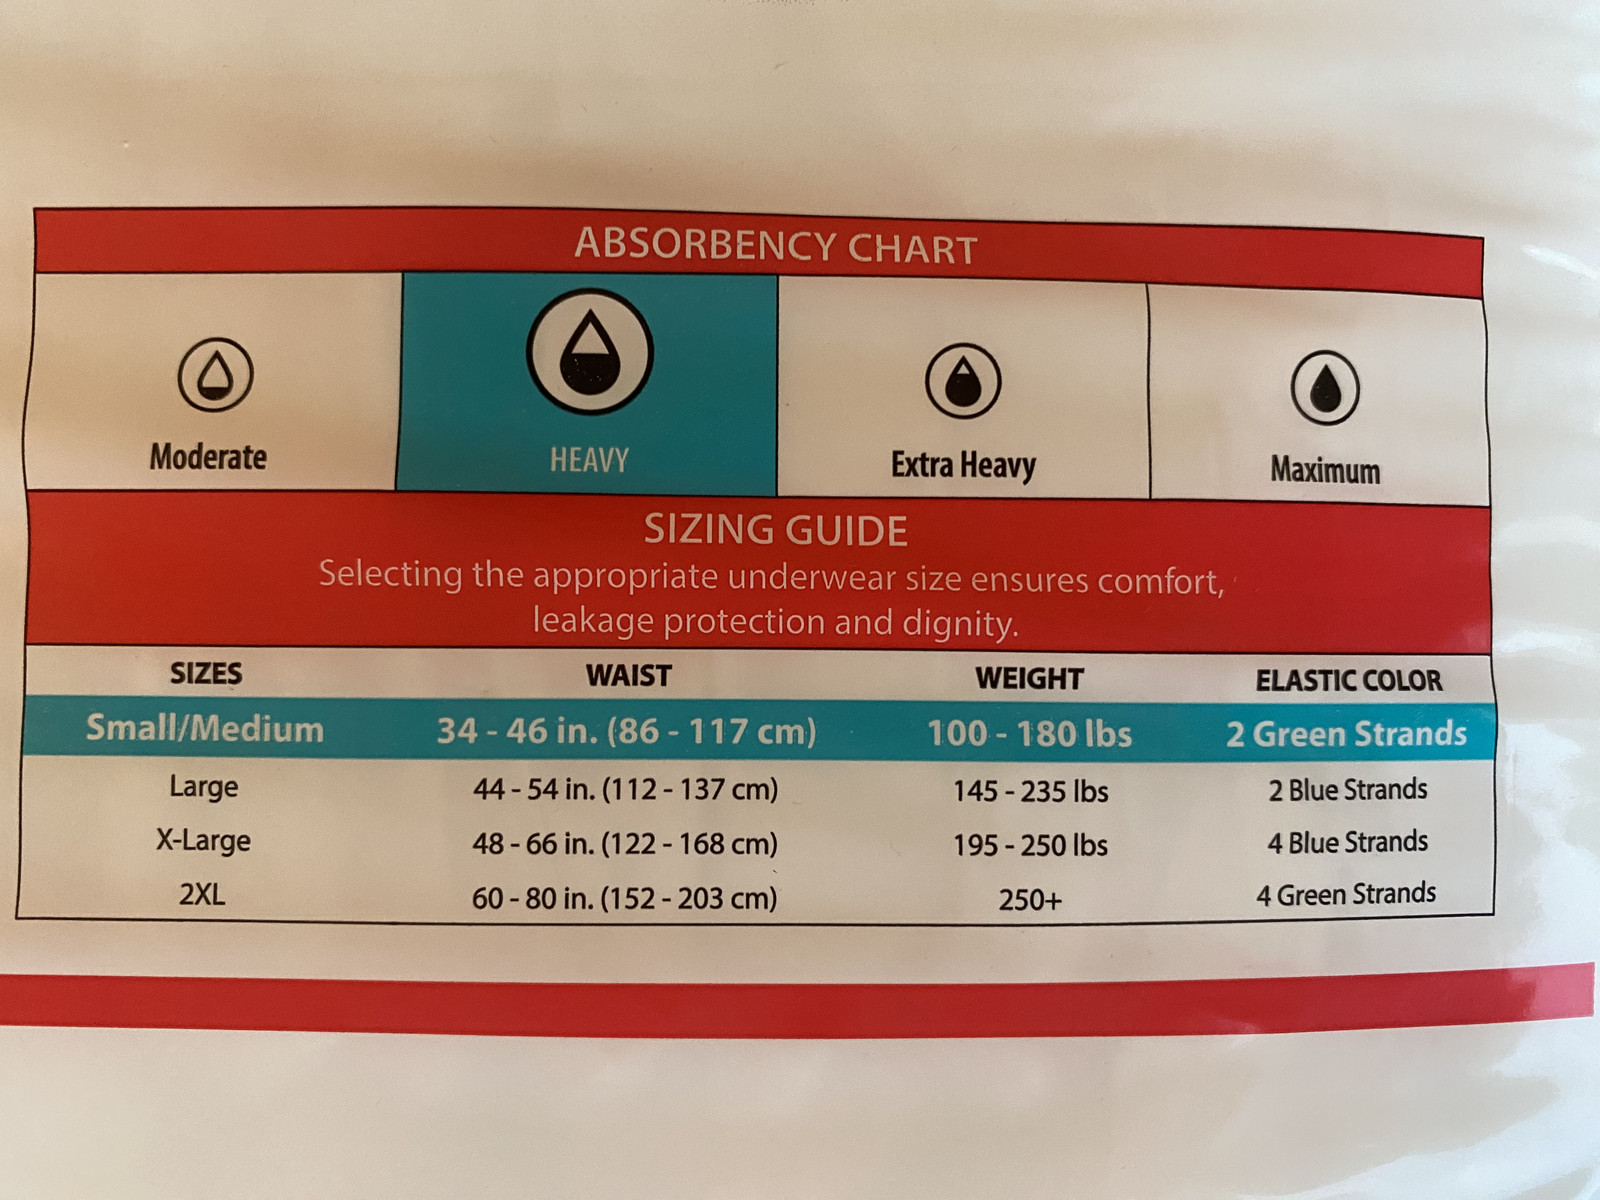 ABSORBENCY CHART
Moderate HEAVY Extra Heavy Maximum
SIZING GUIDE
Selecting the appropriate underwear size ensures comfort,
leakage protection and dignity.
SIZES WAIST WEIGHT ELASTIC COLOR
Small/Medium 34 - 46 in. (86 - 117 cm) 100 - 180 lbs 2 Green Strands
Large 44 - 54 in. (112 - 137 cm) 145 - 235 lbs 2 Blue Strands
X-Large 48 - 66 in. (122 - 168 cm) 195 - 250 lbs 4 Blue Strands
2XL 60 - 80 in. (152 - 203 cm) 250+ 4 Green Strands